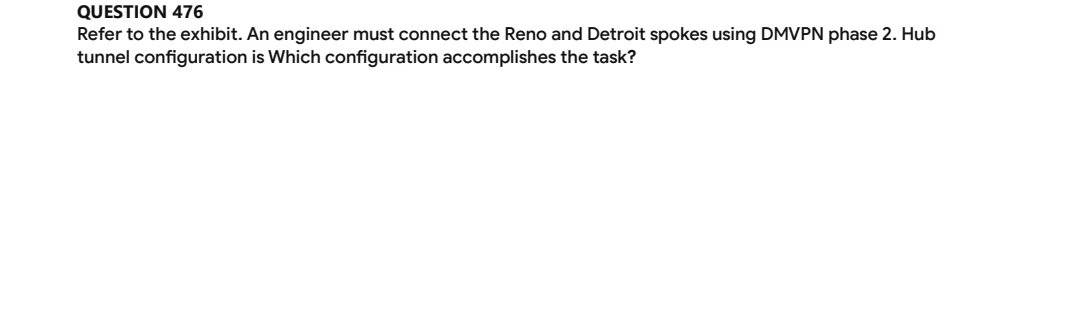 QUESTION 476
Refer to the exhibit. An engineer must connect the Reno and Detroit spokes using DMVPN phase 2. Hub
tunnel configuration is Which configuration accomplishes the task?